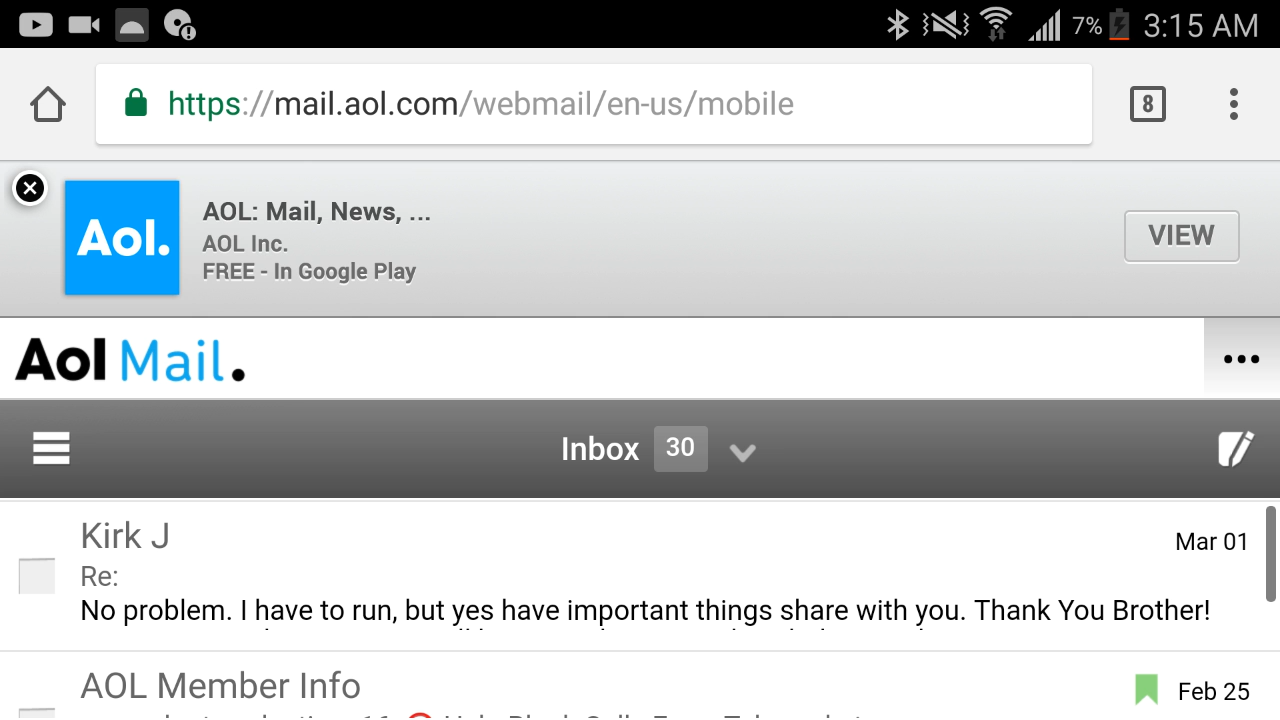 7% 3:15 AM
https://mail.aol.com/webmail/en-us/mobile 8
Aol.
AOL: Mail, News, ...
AOL Inc.
FREE - In Google Play
VIEW
Aol Mail.
Inbox 30
Kirk J
Mar 01
Re:
No problem. I have to run, but yes have important things share with you. Thank You Brother!
AOL Member Info
Feb 25